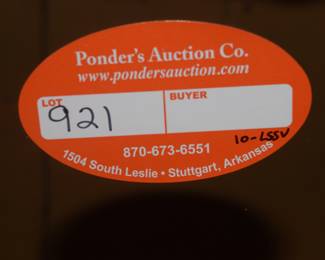 Ponder's Auction Co.
www.pondersauction.com
LOT BUYER
921
10-LSSV
870-673-6551
1504 South Leslie • Stuttgart, Arkansas